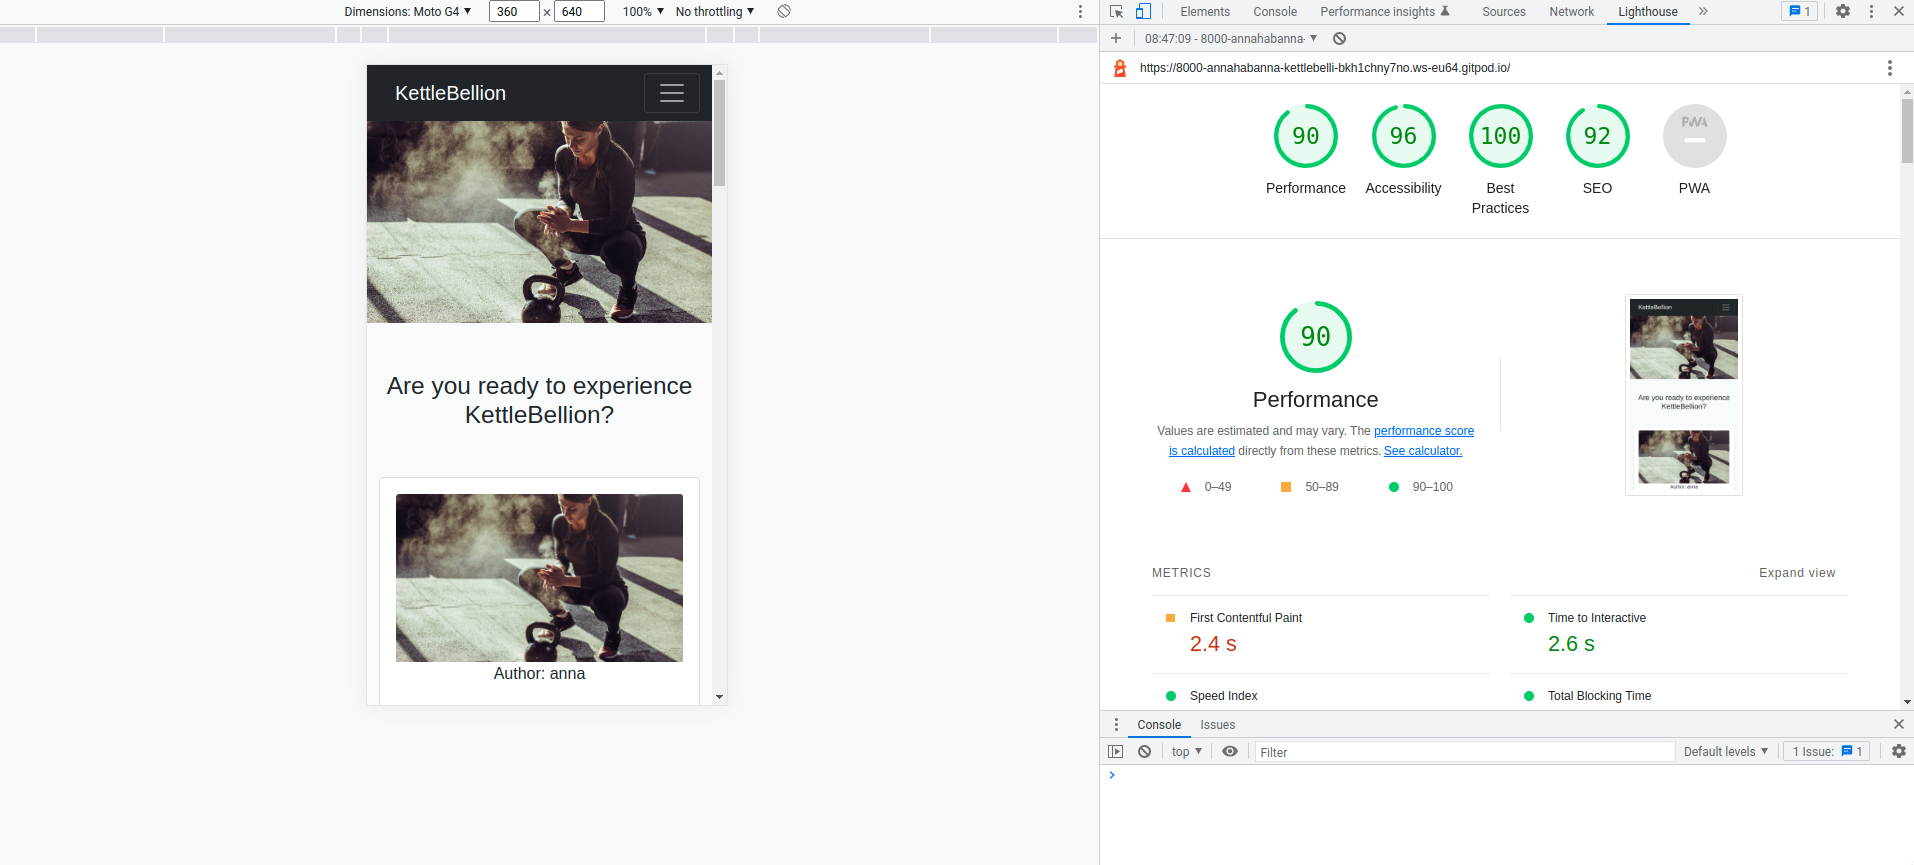 Dimensions: Moto G4 ▼ 360 × 640 100% ▼ No throttling ▼
Elements Console Performance insights Sources Network Lighthouse 1
08:47:09 - 8000-annahabanna- ▼
https://8000-annahabanna-kettlebelli-bkh1chny7no.ws-eu64.gitpod.io/
KettleBellion
Are you ready to experience
KettleBellion?
Author: anna
90 96 100 92 PWA
Performance Accessibility Best Practices SEO PWA
90
Performance
Values are estimated and may vary. The performance score
is calculated directly from these metrics. See calculator.
0–49 50–89 90–100
KettleBellion
Are you ready to experience
KettleBellion?
Author: anna
METRICS Expand view
First Contentful Paint
2.4 s
Time to Interactive
2.6 s
Speed Index
Total Blocking Time
Console Issues
top ▼ Filter Default levels ▼ 1 Issue: 1